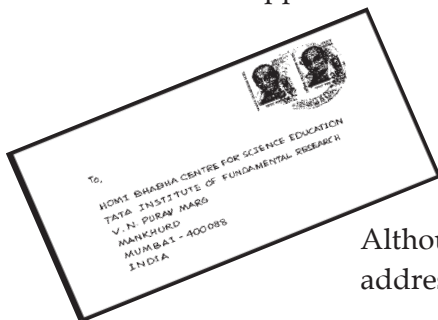 To,
HOMI BHABHA CENTRE FOR SCIENCE EDUCATION
TATA INSTITUTE OF FUNDAMENTAL RESEARCH
V. N. PURAV MARG
MANKHURD
MUMBAI - 400088
INDIA
Althou
addres